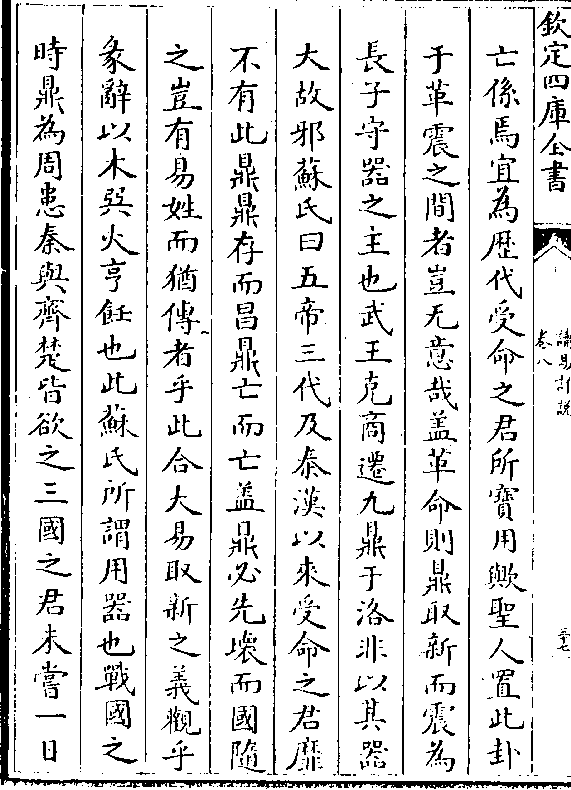 欽定四庫全書
讀易詳說
卷八
三十七
亡係焉宜為歷代受命之君所寶用歟聖人置此卦
于革震之間者豈无意哉盖革命則鼎取新而震為
長子守器之主也武王克商遷九鼎于洛非以其器
大故邪蘇氏曰五帝三代及秦漢以來受命之君靡
不有此鼎鼎存而昌鼎亡而亡盖鼎必先壞而國隨
之豈有易姓而猶傳者乎此合大易取新之義觀乎
彖辭以木巽火亨飪也此蘇氏所謂用器也戰國之
時鼎為周患秦與齊楚皆欲之三國之君未嘗一日